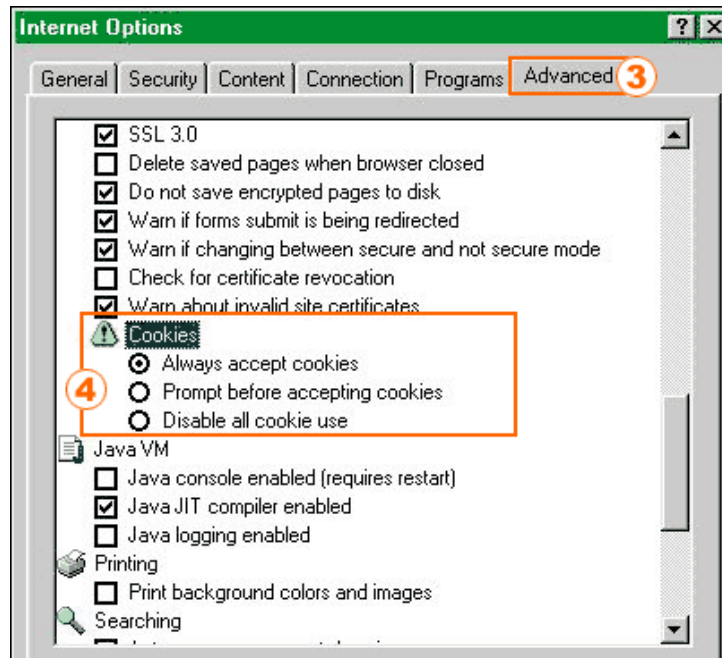 Internet Options
General Security Content Connection Programs Advanced 3
SSL 3.0
Delete saved pages when browser closed
Do not save encrypted pages to disk
Warn if forms submit is being redirected
Warn if changing between secure and not secure mode
Check for certificate revocation
Warn about invalid site certificates
Cookies
Always accept cookies
4 Prompt before accepting cookies
Disable all cookie use
Java VM
Java console enabled (requires restart)
Java JIT compiler enabled
Java logging enabled
Printing
Print background colors and images
Searching